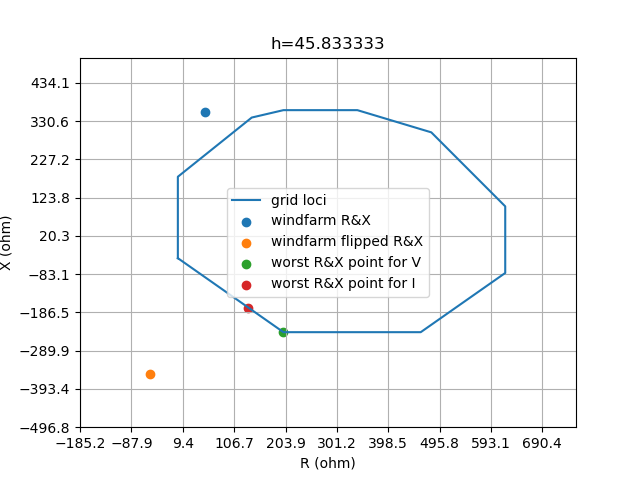 h=45.833333
434.1
330.6
227.2
123.8
20.3
−83.1
−186.5
−289.9
−393.4
−496.8
X (ohm)
grid loci
windfarm R&X
windfarm flipped R&X
worst R&X point for V
worst R&X point for I
−185.2 −87.9 9.4 106.7 203.9 301.2 398.5 495.8 593.1 690.4
R (ohm)